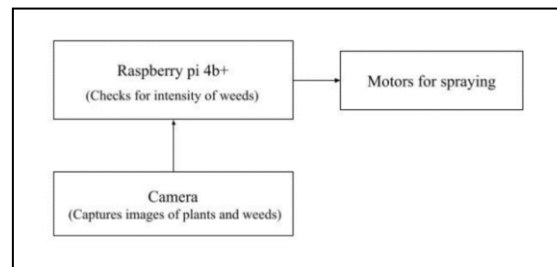 Raspberry pi 4b+
(Checks for intensity of weeds)
Motors for spraying
Camera
(Captures images of plants and weeds)